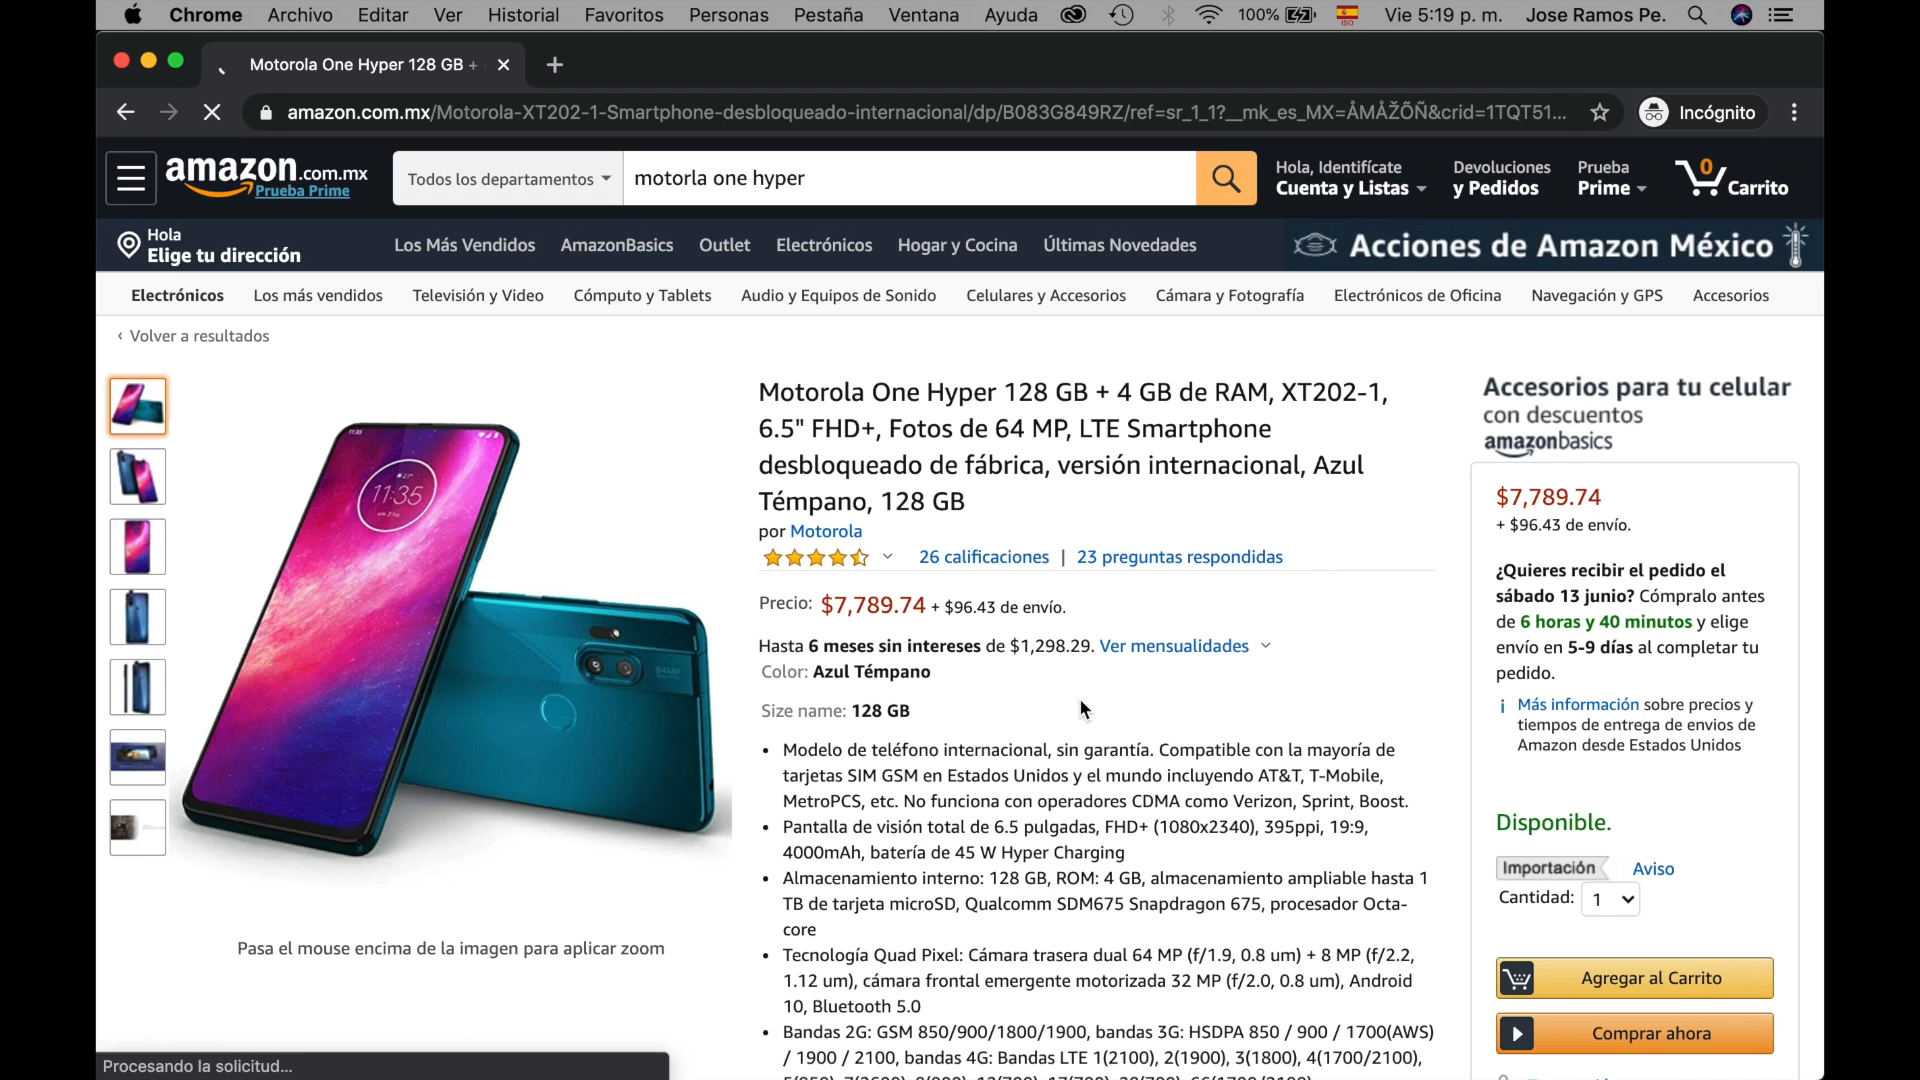 Chrome Archivo Editar Ver Historial Favoritos Personas Pestaña Ventana Ayuda 100% ISO Vie 5:19 p. m. Jose Ramos Pe.
Motorola One Hyper 128 GB +
amazon.com.mx/Motorola-XT202-1-Smartphone-desbloqueado-internacional/dp/B083G849RZ/ref=sr_1_1?__mk_es_MX=ÅMÅŽÕÑ&crid=1TQT51... Incógnito
amazon.com.mx
Prueba Prime
Todos los departamentos
motorla one hyper
Hola, Identifícate
Cuenta y Listas
Devoluciones
y Pedidos
Prueba
Prime
0
Carrito
Hola
Elige tu dirección
Los Más Vendidos AmazonBasics Outlet Electrónicos Hogar y Cocina Últimas Novedades
Acciones de Amazon México
Electrónicos Los más vendidos Televisión y Video Cómputo y Tablets Audio y Equipos de Sonido Celulares y Accesorios Cámara y Fotografía Electrónicos de Oficina Navegación y GPS Accesorios
‹ Volver a resultados
11:35
11:35
Pasa el mouse encima de la imagen para aplicar zoom
Motorola One Hyper 128 GB + 4 GB de RAM, XT202-1,
6.5" FHD+, Fotos de 64 MP, LTE Smartphone
desbloqueado de fábrica, versión internacional, Azul
Témpano, 128 GB
por Motorola
26 calificaciones | 23 preguntas respondidas
Precio: $7,789.74 + $96.43 de envío.
Hasta 6 meses sin intereses de $1,298.29. Ver mensualidades
Color: Azul Témpano
Size name: 128 GB
• Modelo de teléfono internacional, sin garantía. Compatible con la mayoría de
tarjetas SIM GSM en Estados Unidos y el mundo incluyendo AT&T, T-Mobile,
MetroPCS, etc. No funciona con operadores CDMA como Verizon, Sprint, Boost.
• Pantalla de visión total de 6.5 pulgadas, FHD+ (1080x2340), 395ppi, 19:9,
4000mAh, batería de 45 W Hyper Charging
• Almacenamiento interno: 128 GB, ROM: 4 GB, almacenamiento ampliable hasta 1
TB de tarjeta microSD, Qualcomm SDM675 Snapdragon 675, procesador Octa-
core
• Tecnología Quad Pixel: Cámara trasera dual 64 MP (f/1.9, 0.8 um) + 8 MP (f/2.2,
1.12 um), cámara frontal emergente motorizada 32 MP (f/2.0, 0.8 um), Android
10, Bluetooth 5.0
• Bandas 2G: GSM 850/900/1800/1900, bandas 3G: HSDPA 850 / 900 / 1700(AWS)
/ 1900 / 2100, bandas 4G: Bandas LTE 1(2100), 2(1900), 3(1800), 4(1700/2100),
Accesorios para tu celular
con descuentos
amazonbasics
$7,789.74
+ $96.43 de envío.
¿Quieres recibir el pedido el
sábado 13 junio? Cómpralo antes
de 6 horas y 40 minutos y elige
envío en 5-9 días al completar tu
pedido.
i Más información sobre precios y
tiempos de entrega de envios de
Amazon desde Estados Unidos
Disponible.
Importación Aviso
Cantidad: 1
Agregar al Carrito
Comprar ahora
Procesando la solicitud...